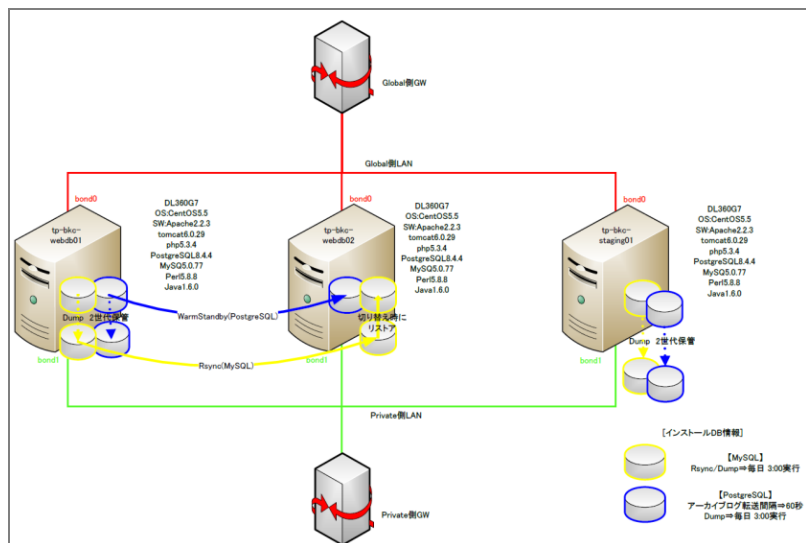 Global側GW
Global側LAN
bond0
bond0
bond0
tp-bkc-
webdb01
DL360G7
OS:CentOS5.5
SW:Apache2.2.3
tomcat6.0.29
php5.3.4
PostgreSQL8.4.4
MySQ5.0.77
Perl5.8.8
Java1.6.0
tp-bkc-
webdb02
DL360G7
OS:CentOS5.5
SW:Apache2.2.3
tomcat6.0.29
php5.3.4
PostgreSQL8.4.4
MySQ5.0.77
Perl5.8.8
Java1.6.0
tp-bkc-
staging01
DL360G7
OS:CentOS5.5
SW:Apache2.2.3
tomcat6.0.29
php5.3.4
PostgreSQL8.4.4
MySQ5.0.77
Perl5.8.8
Java1.6.0
Dump 2世代保管
WarmStandby(PostgreSQL)
切り替え時に
リストア
Dump 2世代保管
bond1
Rsync(MySQL)
bond1
bond1
Private側LAN
Private側GW
[インストールDB情報]
【MySQL】
Rsync/Dump⇒毎日 3:00実行
【PostgreSQL】
アーカイブログ転送間隔⇒60秒
Dump⇒毎日 3:00実行